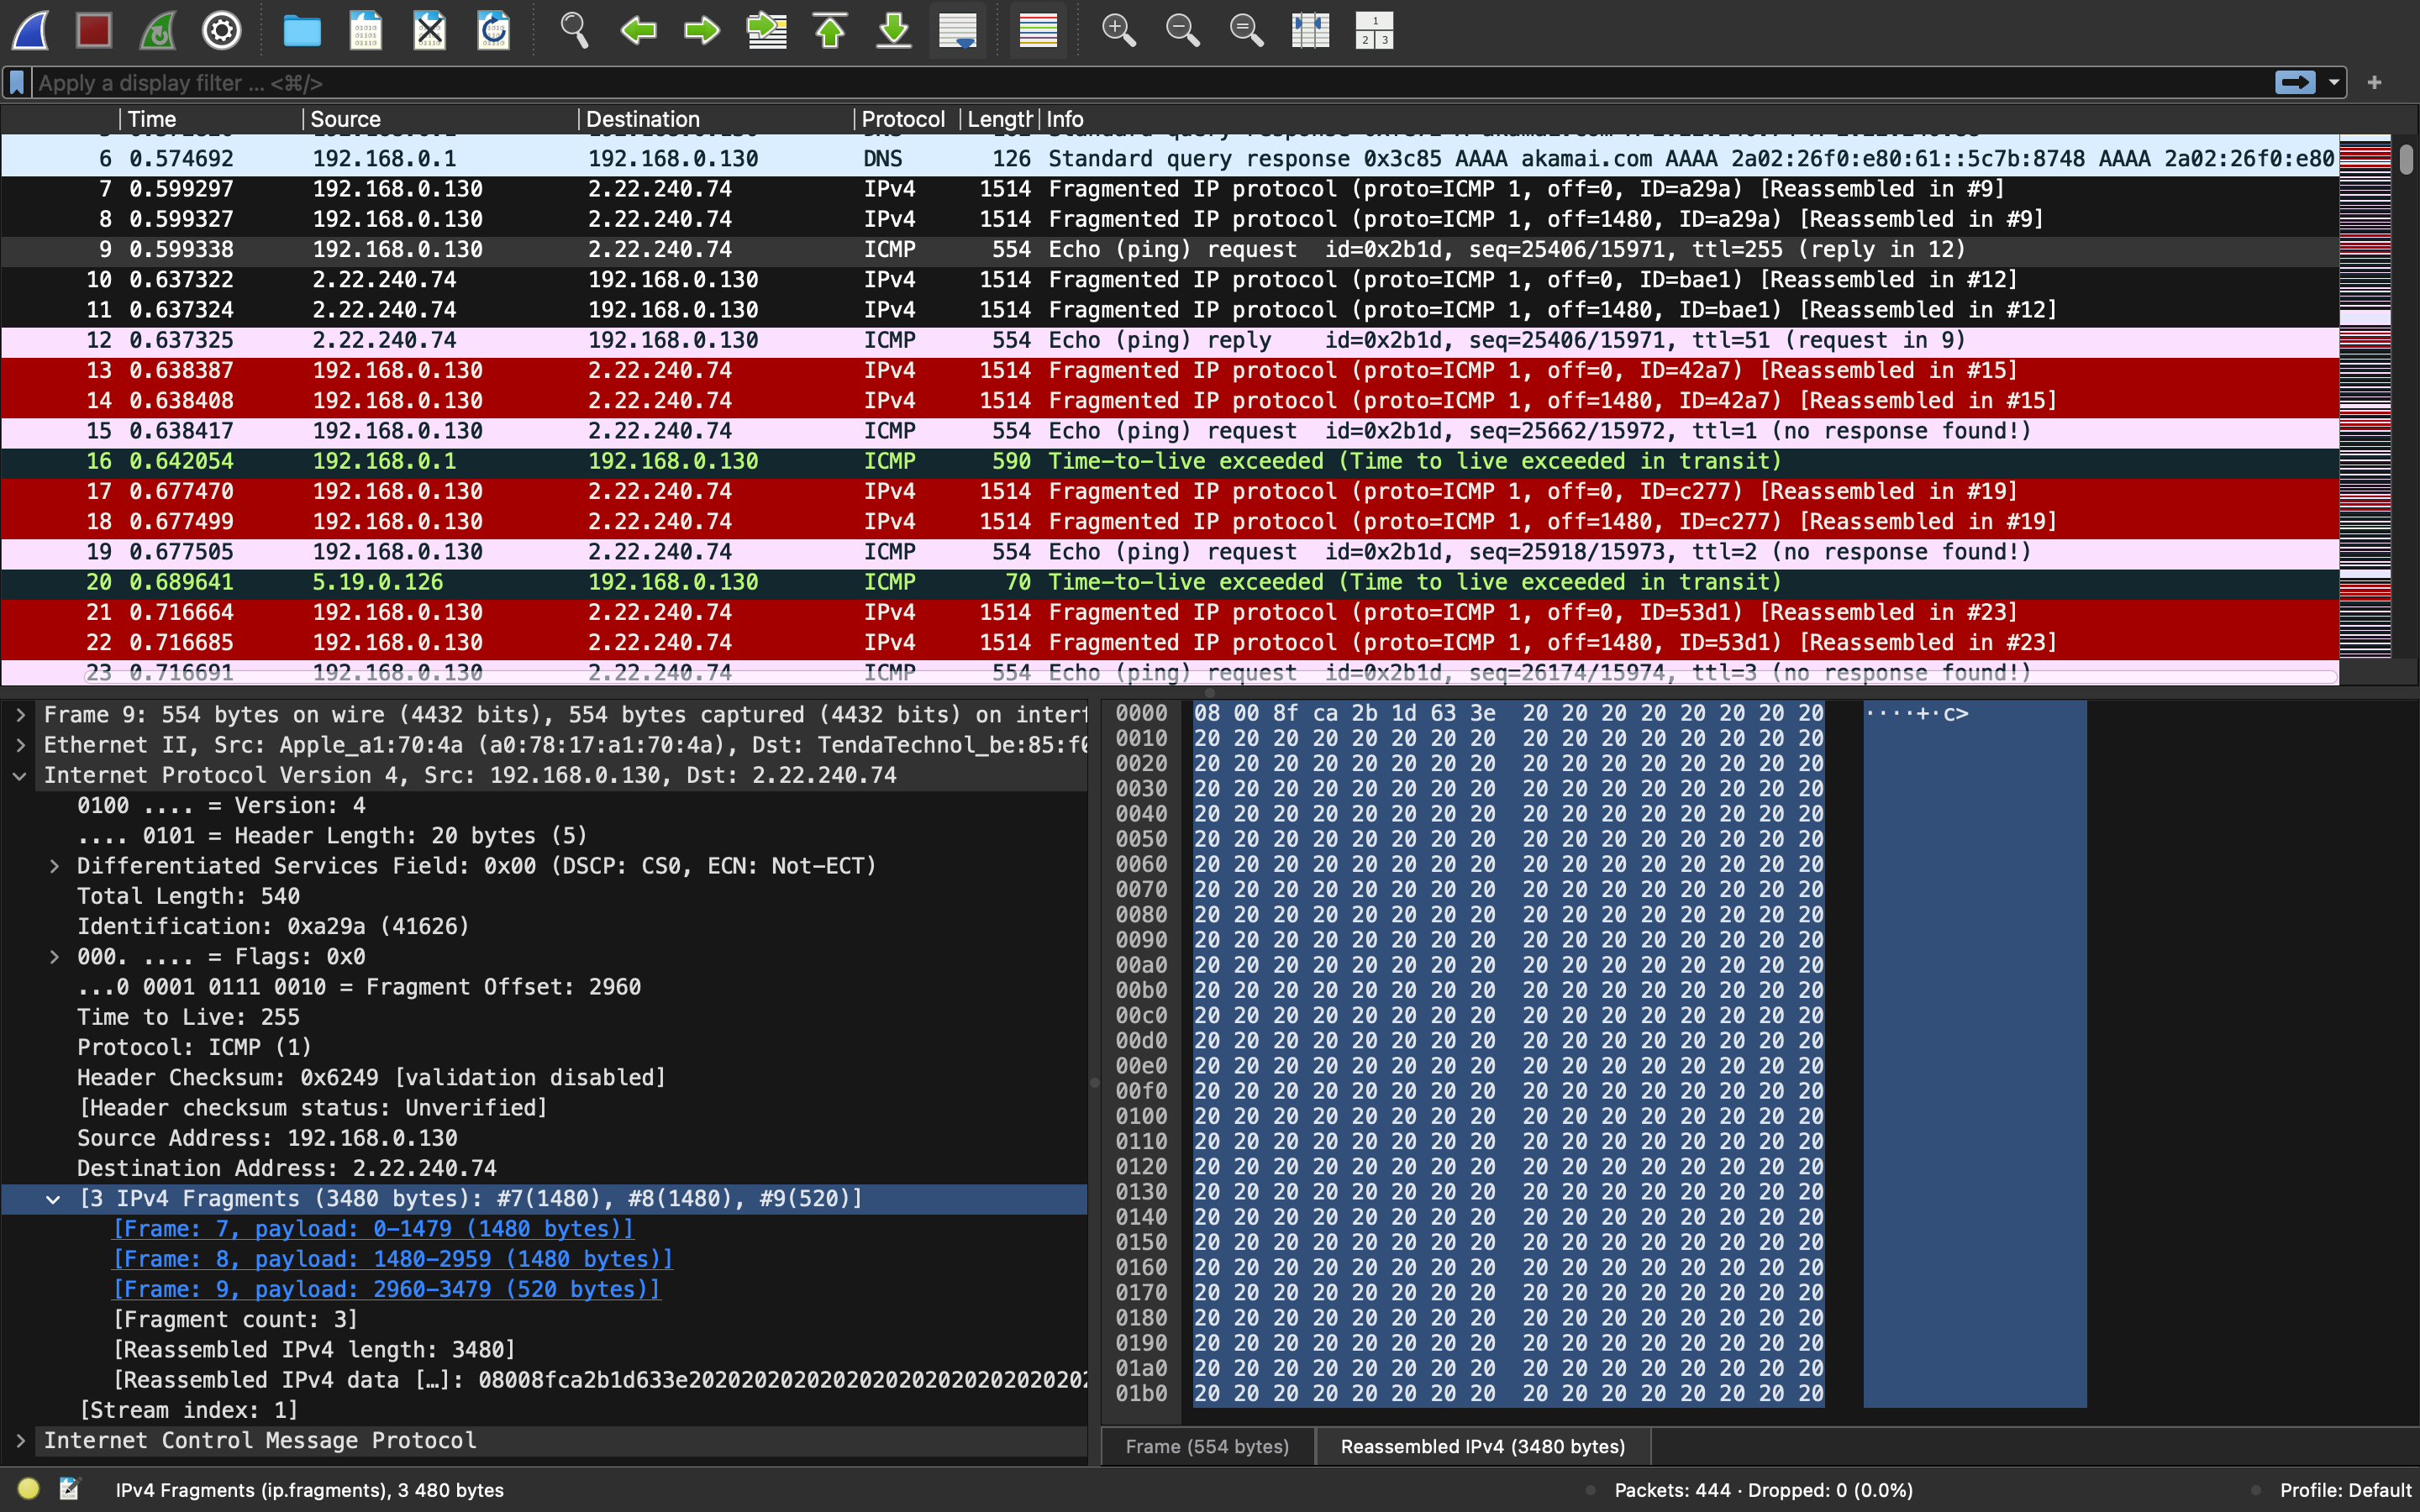 Apply a display filter ... <⌘/>
Time Source Destination Protocol Length Info
6 0.574692 192.168.0.1 192.168.0.130 DNS 126 Standard query response 0x3c85 AAAA akamai.com AAAA 2a02:26f0:e80:61::5c7b:8748 AAAA 2a02:26f0:e80
7 0.599297 192.168.0.130 2.22.240.74 IPv4 1514 Fragmented IP protocol (proto=ICMP 1, off=0, ID=a29a) [Reassembled in #9]
8 0.599327 192.168.0.130 2.22.240.74 IPv4 1514 Fragmented IP protocol (proto=ICMP 1, off=1480, ID=a29a) [Reassembled in #9]
9 0.599338 192.168.0.130 2.22.240.74 ICMP 554 Echo (ping) request id=0x2b1d, seq=25406/15971, ttl=255 (reply in 12)
10 0.637322 2.22.240.74 192.168.0.130 IPv4 1514 Fragmented IP protocol (proto=ICMP 1, off=0, ID=bae1) [Reassembled in #12]
11 0.637324 2.22.240.74 192.168.0.130 IPv4 1514 Fragmented IP protocol (proto=ICMP 1, off=1480, ID=bae1) [Reassembled in #12]
12 0.637325 2.22.240.74 192.168.0.130 ICMP 554 Echo (ping) reply id=0x2b1d, seq=25406/15971, ttl=51 (request in 9)
13 0.638387 192.168.0.130 2.22.240.74 IPv4 1514 Fragmented IP protocol (proto=ICMP 1, off=0, ID=42a7) [Reassembled in #15]
14 0.638408 192.168.0.130 2.22.240.74 IPv4 1514 Fragmented IP protocol (proto=ICMP 1, off=1480, ID=42a7) [Reassembled in #15]
15 0.638417 192.168.0.130 2.22.240.74 ICMP 554 Echo (ping) request id=0x2b1d, seq=25662/15972, ttl=1 (no response found!)
16 0.642054 192.168.0.1 192.168.0.130 ICMP 590 Time-to-live exceeded (Time to live exceeded in transit)
17 0.677470 192.168.0.130 2.22.240.74 IPv4 1514 Fragmented IP protocol (proto=ICMP 1, off=0, ID=c277) [Reassembled in #19]
18 0.677499 192.168.0.130 2.22.240.74 IPv4 1514 Fragmented IP protocol (proto=ICMP 1, off=1480, ID=c277) [Reassembled in #19]
19 0.677505 192.168.0.130 2.22.240.74 ICMP 554 Echo (ping) request id=0x2b1d, seq=25918/15973, ttl=2 (no response found!)
20 0.689641 5.19.0.126 192.168.0.130 ICMP 70 Time-to-live exceeded (Time to live exceeded in transit)
21 0.716664 192.168.0.130 2.22.240.74 IPv4 1514 Fragmented IP protocol (proto=ICMP 1, off=0, ID=53d1) [Reassembled in #23]
22 0.716685 192.168.0.130 2.22.240.74 IPv4 1514 Fragmented IP protocol (proto=ICMP 1, off=1480, ID=53d1) [Reassembled in #23]
23 0.716691 192.168.0.130 2.22.240.74 ICMP 554 Echo (ping) request id=0x2b1d, seq=26174/15974, ttl=3 (no response found!)
Frame 9: 554 bytes on wire (4432 bits), 554 bytes captured (4432 bits) on interf
Ethernet II, Src: Apple_a1:70:4a (a0:78:17:a1:70:4a), Dst: TendaTechnol_be:85:f0
Internet Protocol Version 4, Src: 192.168.0.130, Dst: 2.22.240.74
0100 .... = Version: 4
.... 0101 = Header Length: 20 bytes (5)
Differentiated Services Field: 0x00 (DSCP: CS0, ECN: Not-ECT)
Total Length: 540
Identification: 0xa29a (41626)
000. .... = Flags: 0x0
...0 0001 0111 0010 = Fragment Offset: 2960
Time to Live: 255
Protocol: ICMP (1)
Header Checksum: 0x6249 [validation disabled]
[Header checksum status: Unverified]
Source Address: 192.168.0.130
Destination Address: 2.22.240.74
[3 IPv4 Fragments (3480 bytes): #7(1480), #8(1480), #9(520)]
[Frame: 7, payload: 0-1479 (1480 bytes)]
[Frame: 8, payload: 1480-2959 (1480 bytes)]
[Frame: 9, payload: 2960-3479 (520 bytes)]
[Fragment count: 3]
[Reassembled IPv4 length: 3480]
[Reassembled IPv4 data […]: 08008fca2b1d633e202020202020202020202020202020202
[Stream index: 1]
Internet Control Message Protocol
0000 08 00 8f ca 2b 1d 63 3e 20 20 20 20 20 20 20 20 ····+·c>
0010 20 20 20 20 20 20 20 20 20 20 20 20 20 20 20 20
0020 20 20 20 20 20 20 20 20 20 20 20 20 20 20 20 20
0030 20 20 20 20 20 20 20 20 20 20 20 20 20 20 20 20
0040 20 20 20 20 20 20 20 20 20 20 20 20 20 20 20 20
0050 20 20 20 20 20 20 20 20 20 20 20 20 20 20 20 20
0060 20 20 20 20 20 20 20 20 20 20 20 20 20 20 20 20
0070 20 20 20 20 20 20 20 20 20 20 20 20 20 20 20 20
0080 20 20 20 20 20 20 20 20 20 20 20 20 20 20 20 20
0090 20 20 20 20 20 20 20 20 20 20 20 20 20 20 20 20
00a0 20 20 20 20 20 20 20 20 20 20 20 20 20 20 20 20
00b0 20 20 20 20 20 20 20 20 20 20 20 20 20 20 20 20
00c0 20 20 20 20 20 20 20 20 20 20 20 20 20 20 20 20
00d0 20 20 20 20 20 20 20 20 20 20 20 20 20 20 20 20
00e0 20 20 20 20 20 20 20 20 20 20 20 20 20 20 20 20
00f0 20 20 20 20 20 20 20 20 20 20 20 20 20 20 20 20
0100 20 20 20 20 20 20 20 20 20 20 20 20 20 20 20 20
0110 20 20 20 20 20 20 20 20 20 20 20 20 20 20 20 20
0120 20 20 20 20 20 20 20 20 20 20 20 20 20 20 20 20
0130 20 20 20 20 20 20 20 20 20 20 20 20 20 20 20 20
0140 20 20 20 20 20 20 20 20 20 20 20 20 20 20 20 20
0150 20 20 20 20 20 20 20 20 20 20 20 20 20 20 20 20
0160 20 20 20 20 20 20 20 20 20 20 20 20 20 20 20 20
0170 20 20 20 20 20 20 20 20 20 20 20 20 20 20 20 20
0180 20 20 20 20 20 20 20 20 20 20 20 20 20 20 20 20
0190 20 20 20 20 20 20 20 20 20 20 20 20 20 20 20 20
01a0 20 20 20 20 20 20 20 20 20 20 20 20 20 20 20 20
01b0 20 20 20 20 20 20 20 20 20 20 20 20 20 20 20 20
Frame (554 bytes) Reassembled IPv4 (3480 bytes)
IPv4 Fragments (ip.fragments), 3 480 bytes Packets: 444 · Dropped: 0 (0.0%) Profile: Default